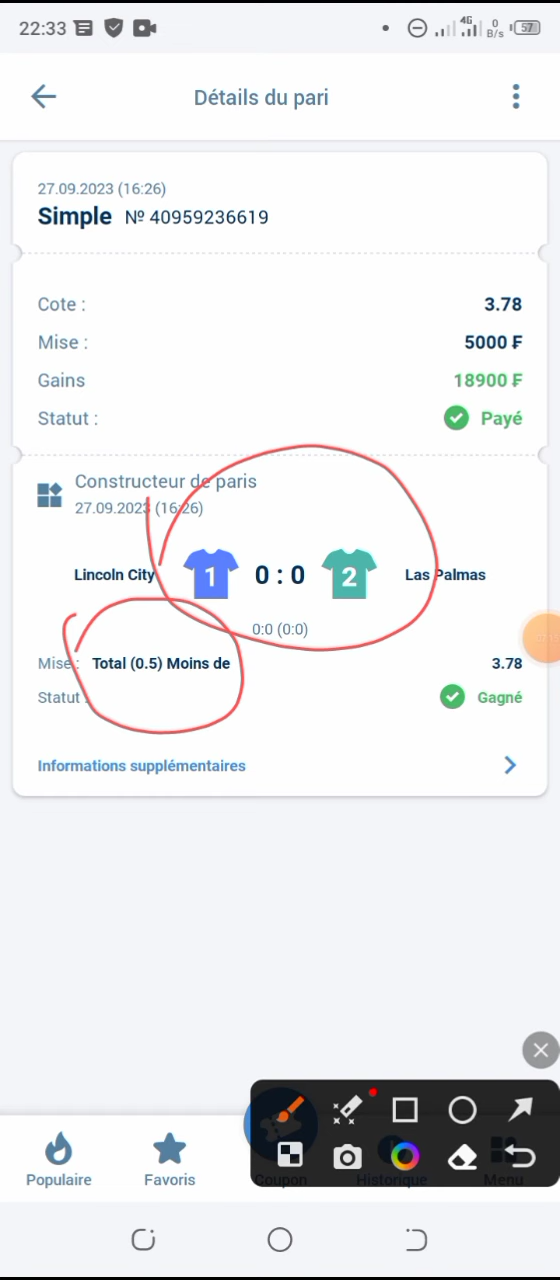 22:33 4G 0 B/s 57
Détails du pari
27.09.2023 (16:26)
Simple № 40959236619
Cote : 3.78
Mise : 5000 ₣
Gains 18900 ₣
Statut : Payé
Constructeur de paris
27.09.2023 (16:26)
Lincoln City 1 0 : 0 2 Las Palmas
0:0 (0:0)
Mise : Total (0.5) Moins de 3.78
Statut : Gagné
Informations supplémentaires
Populaire Favoris Coupon Historique Menu